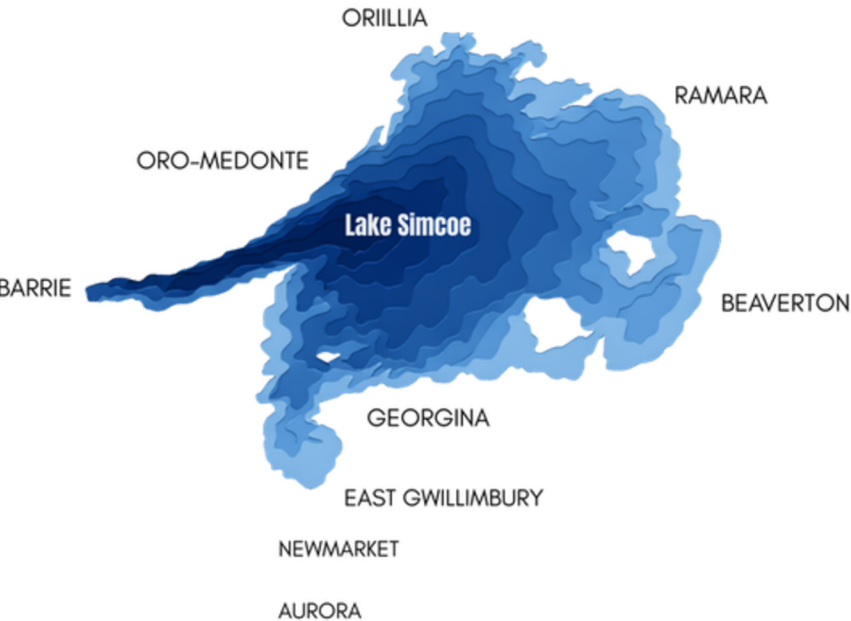 ORIILLIA
RAMARA
ORO-MEDONTE
Lake Simcoe
BARRIE
BEAVERTON
GEORGINA
EAST GWILLIMBURY
NEWMARKET
AURORA